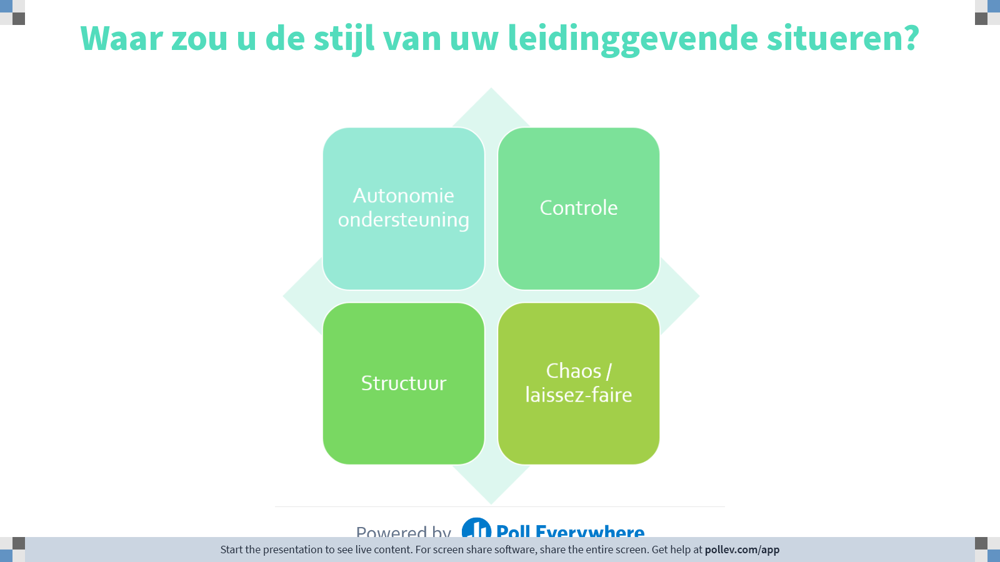 Waar zou u de stijl van uw leidinggevende situeren?
Autonomie
ondersteuning
Controle
Structuur
Chaos /
laissez-faire
Powered by Poll Everywhere
Start the presentation to see live content. For screen share software, share the entire screen. Get help at pollev.com/app